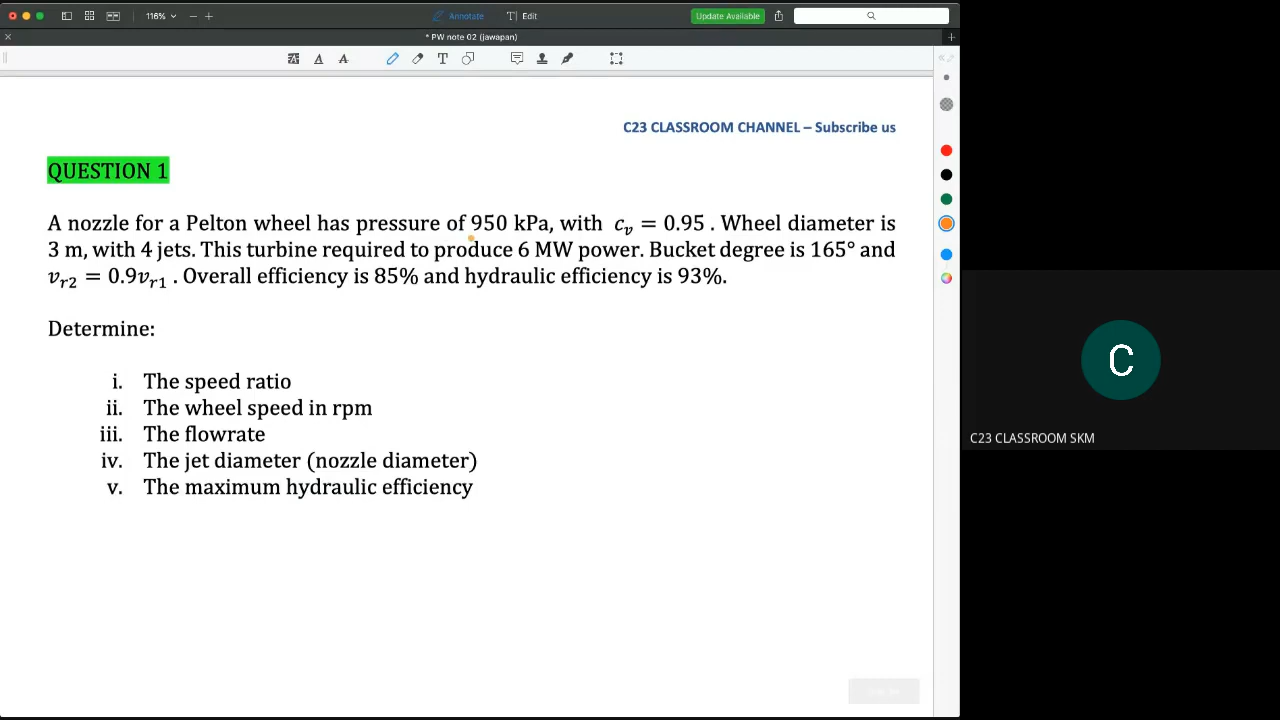 116%
Annotate
Edit
Update Available
* PW note 02 (jawapan)
C23 CLASSROOM CHANNEL – Subscribe us
QUESTION 1
A nozzle for a Pelton wheel has pressure of 950 kPa, with c_v = 0.95 . Wheel diameter is
3 m, with 4 jets. This turbine required to produce 6 MW power. Bucket degree is 165° and
v_r2 = 0.9v_r1 . Overall efficiency is 85% and hydraulic efficiency is 93%.
Determine:
i. The speed ratio
ii. The wheel speed in rpm
iii. The flowrate
iv. The jet diameter (nozzle diameter)
v. The maximum hydraulic efficiency
C
C23 CLASSROOM SKM